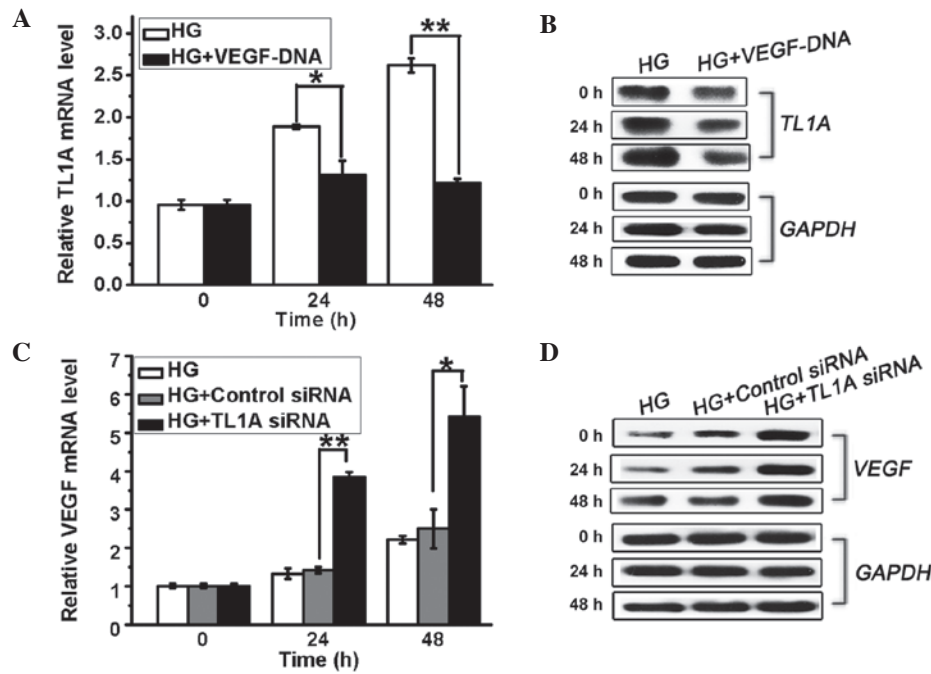 A
Relative TL1A mRNA level
3.0
2.5
2.0
1.5
1.0
0.5
0.0
HG
HG+VEGF-DNA
*
**
0
24
48
Time (h)
B
HG
HG+VEGF-DNA
0 h
24 h
48 h
TL1A
0 h
24 h
48 h
GAPDH
C
Relative VEGF mRNA level
7
6
5
4
3
2
1
0
HG
HG+Control siRNA
HG+TL1A siRNA
**
*
0
24
48
Time (h)
D
HG
HG+Control siRNA
HG+TL1A siRNA
0 h
24 h
48 h
VEGF
0 h
24 h
48 h
GAPDH